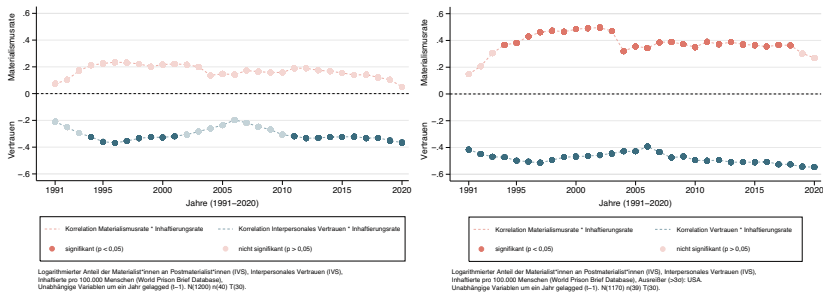 .6
.4
.2
0
-.2
-.4
-.6
Materialismusrate
Vertrauen
1991 1995 2000 2005 2010 2015 2020
Jahre (1991–2020)
Korrelation Materialismusrate * Inhaftierungsrate
Korrelation Interpersonales Vertrauen * Inhaftierungsrate
signifikant (p < 0,05)
nicht signifikant (p > 0,05)
Logarithmierter Anteil der Materialist*innen an Postmaterialist*innen (IVS), Interpersonales Vertrauen (IVS),
Inhaftierte pro 100.000 Menschen (World Prison Brief Database),
Unabhängige Variablen um ein Jahr gelagged (t–1). N(1200) n(40) T(30).
.6
.4
.2
0
-.2
-.4
-.6
Materialismusrate
Vertrauen
1991 1995 2000 2005 2010 2015 2020
Jahre (1991–2020)
Korrelation Materialismusrate * Inhaftierungsrate
Korrelation Vertrauen * Inhaftierungsrate
signifikant (p < 0,05)
nicht signifikant (p > 0,05)
Logarithmierter Anteil der Materialist*innen an Postmaterialist*innen (IVS), Interpersonales Vertrauen (IVS),
Inhaftierte pro 100.000 Menschen (World Prison Brief Database), Ausreißer (>3σ): USA.
Unabhängige Variablen um ein Jahr gelagged (t–1). N(1170) n(39) T(30).